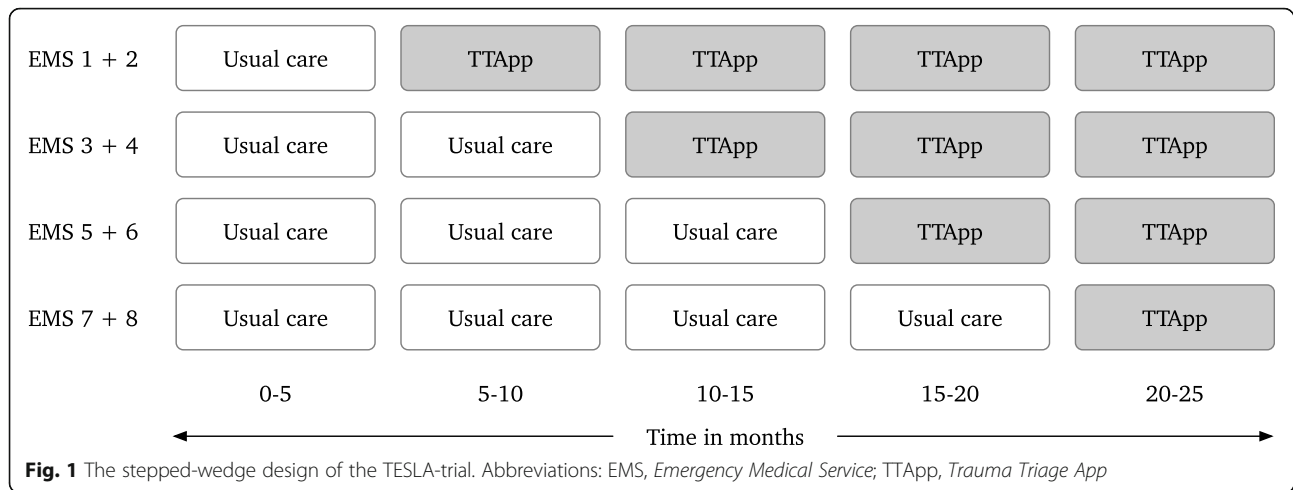 EMS 1 + 2 Usual care TTApp TTApp TTApp TTApp
EMS 3 + 4 Usual care Usual care TTApp TTApp TTApp
EMS 5 + 6 Usual care Usual care Usual care TTApp TTApp
EMS 7 + 8 Usual care Usual care Usual care Usual care TTApp
0-5 5-10 10-15 15-20 20-25
Time in months
Fig. 1 The stepped-wedge design of the TESLA-trial. Abbreviations: EMS, Emergency Medical Service; TTApp, Trauma Triage App